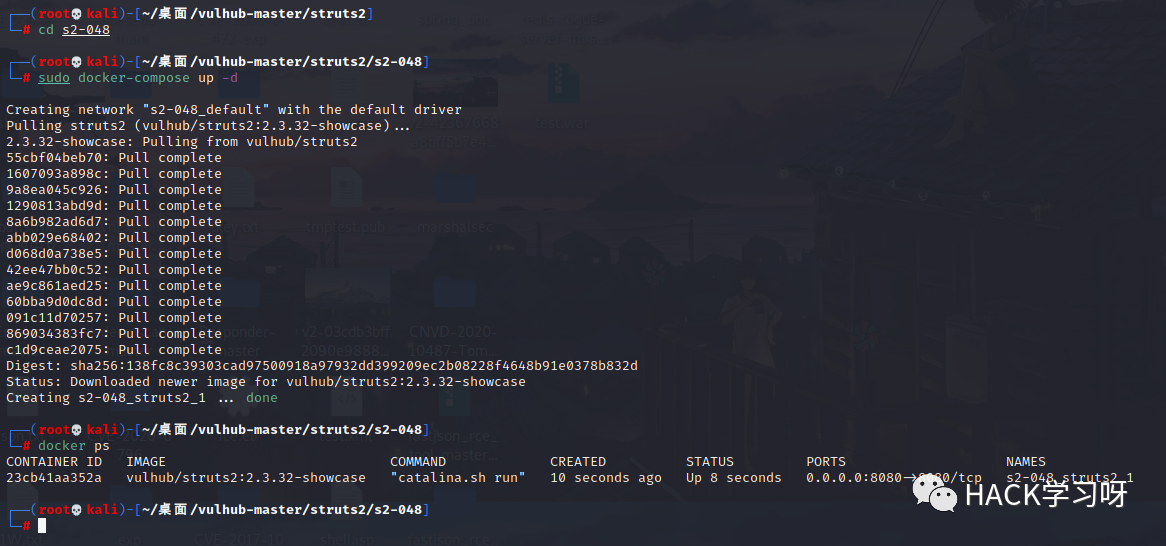 ┌──(root💀kali)-[~/桌面/vulhub-master/struts2]
└─# cd s2-048
┌──(root💀kali)-[~/桌面/vulhub-master/struts2/s2-048]
└─# sudo docker-compose up -d
Creating network "s2-048_default" with the default driver
Pulling struts2 (vulhub/struts2:2.3.32-showcase)...
2.3.32-showcase: Pulling from vulhub/struts2
55cbf04beb70: Pull complete
1607093a898c: Pull complete
9a8ea045c926: Pull complete
1290813abd9d: Pull complete
8a6b982ad6d7: Pull complete
abb029e68402: Pull complete
d068d0a738e5: Pull complete
42ee47bb0c52: Pull complete
ae9c861aed25: Pull complete
60bba9d0dc8d: Pull complete
091c11d70257: Pull complete
869034383fc7: Pull complete
c1d9ceae2075: Pull complete
Digest: sha256:138fc8c39303cad97500918a97932dd399209ec2b08228f4648b91e0378b832d
Status: Downloaded newer image for vulhub/struts2:2.3.32-showcase
Creating s2-048_struts2_1 ... done
┌──(root💀kali)-[~/桌面/vulhub-master/struts2/s2-048]
└─# docker ps
CONTAINER ID IMAGE COMMAND CREATED STATUS PORTS NAMES
23cb41aa352a vulhub/struts2:2.3.32-showcase "catalina.sh run" 10 seconds ago Up 8 seconds 0.0.0.0:8080->8080/tcp s2-048_struts2_1
HACK学习呀
┌──(root💀kali)-[~/桌面/vulhub-master/struts2/s2-048]
└─#